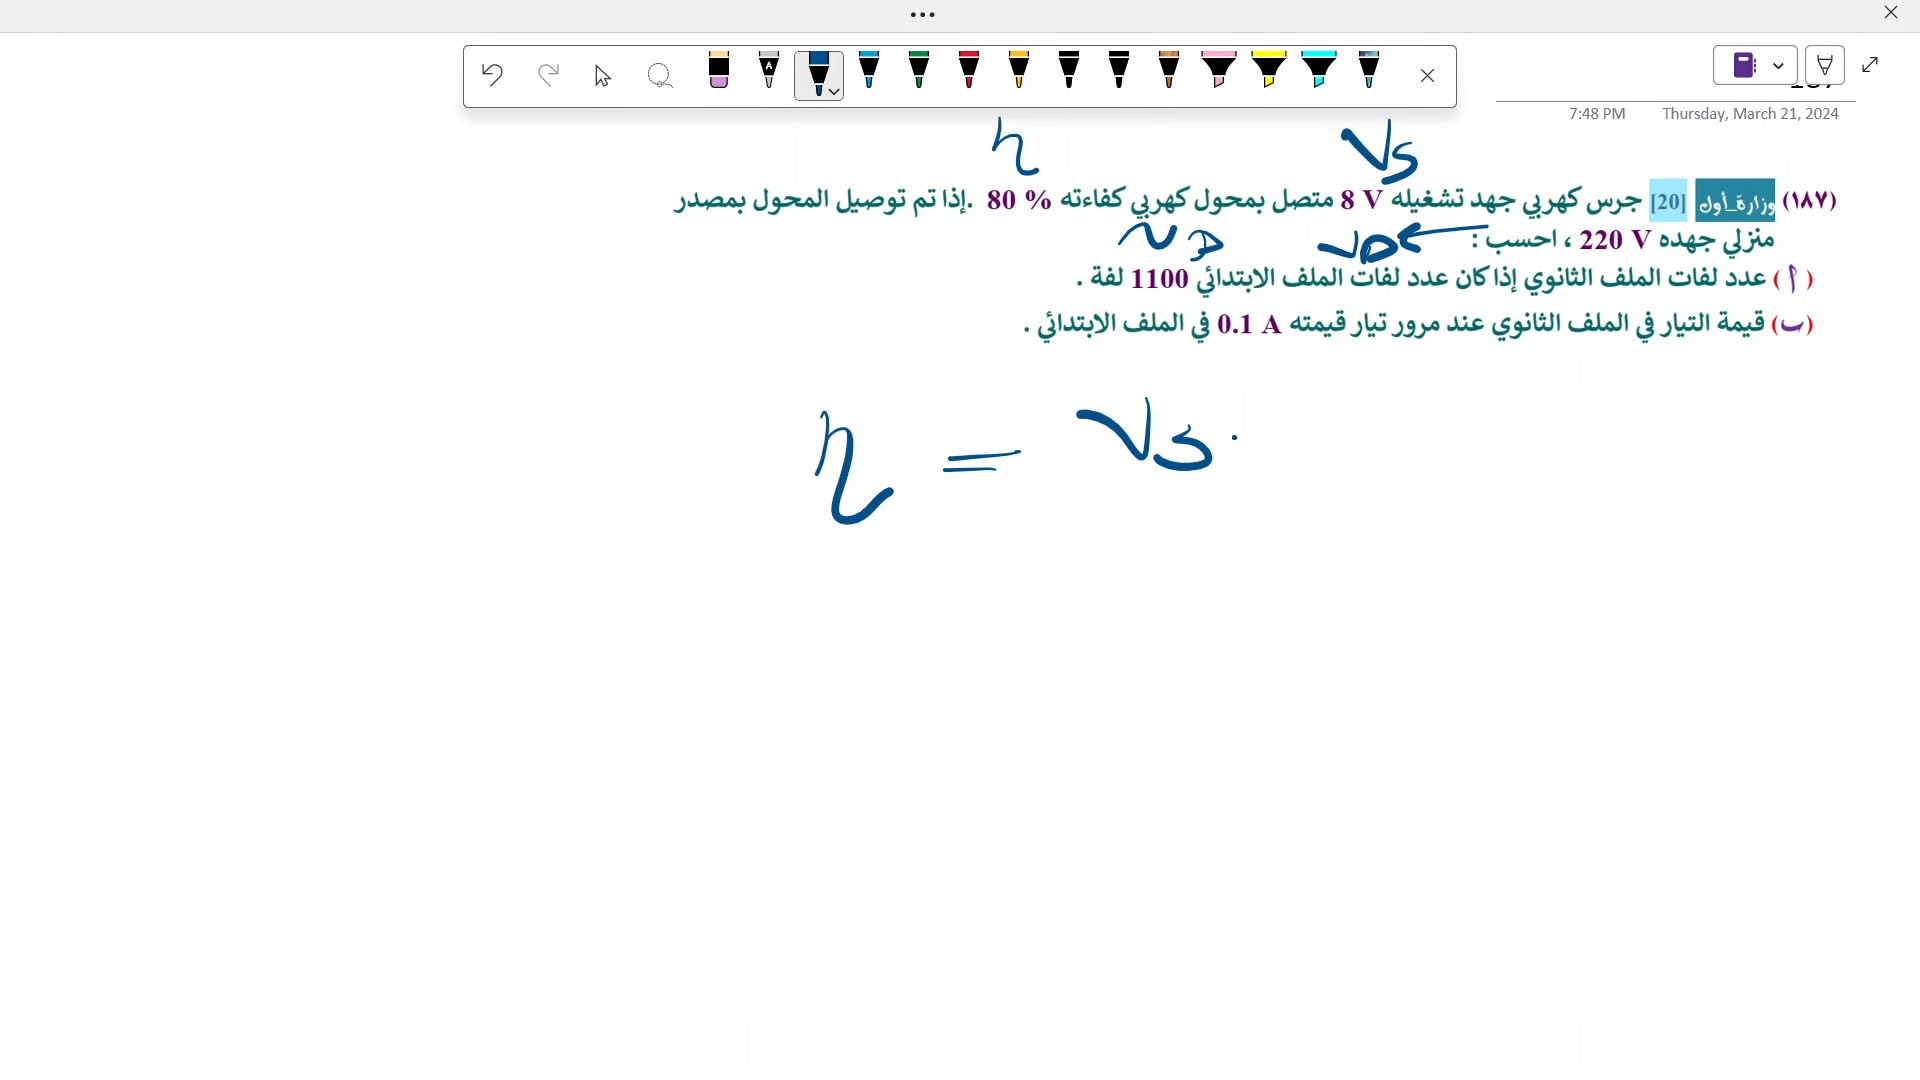 7:48 PM Thursday, March 21, 2024
η Vs
(١٨٧) وزارة_أول [20] جرس كهربي جهد تشغيله 8 V متصل بمحول كهربي كفاءته % 80 .إذا تم توصيل المحول بمصدر
منزلي جهده 220 V ، احسب :
Np Vp
(أ) عدد لفات الملف الثانوي إذا كان عدد لفات الملف الابتدائي 1100 لفة .
(ب) قيمة التيار في الملف الثانوي عند مرور تيار قيمته 0.1 A في الملف الابتدائي .
η = Vs .